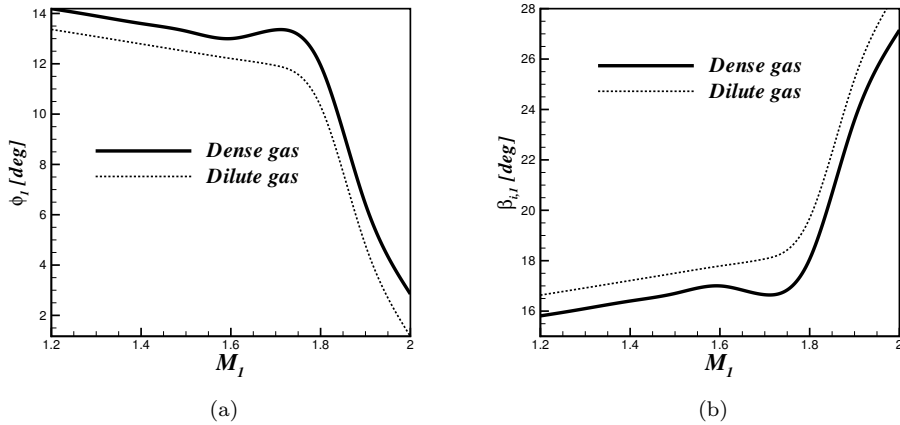 14
12
10
8
6
4
2
ϕ₁ [deg]
Dense gas
Dilute gas
1.2 1.4 1.6 1.8 2
M₁
(a)
28
26
24
22
20
18
16
β_{i,1} [deg]
Dense gas
Dilute gas
1.2 1.4 1.6 1.8 2
M₁
(b)